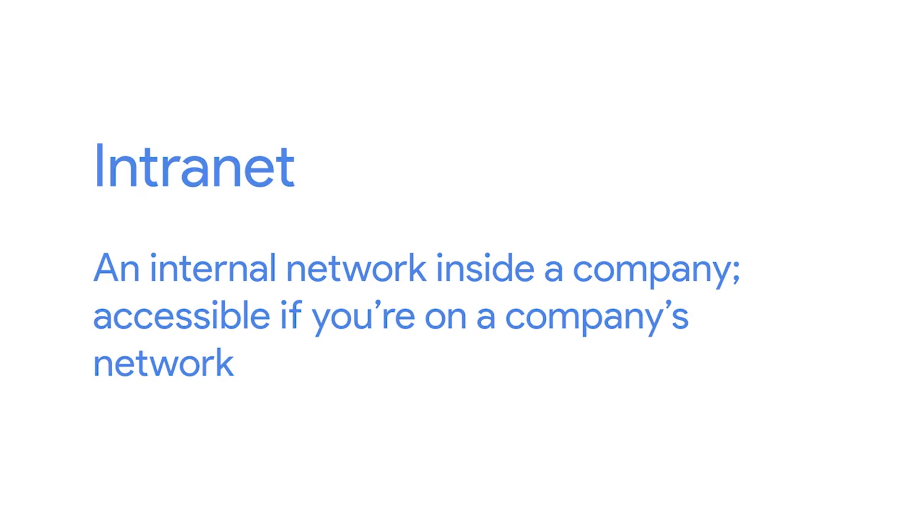 Intranet
An internal network inside a company;
accessible if you’re on a company’s
network